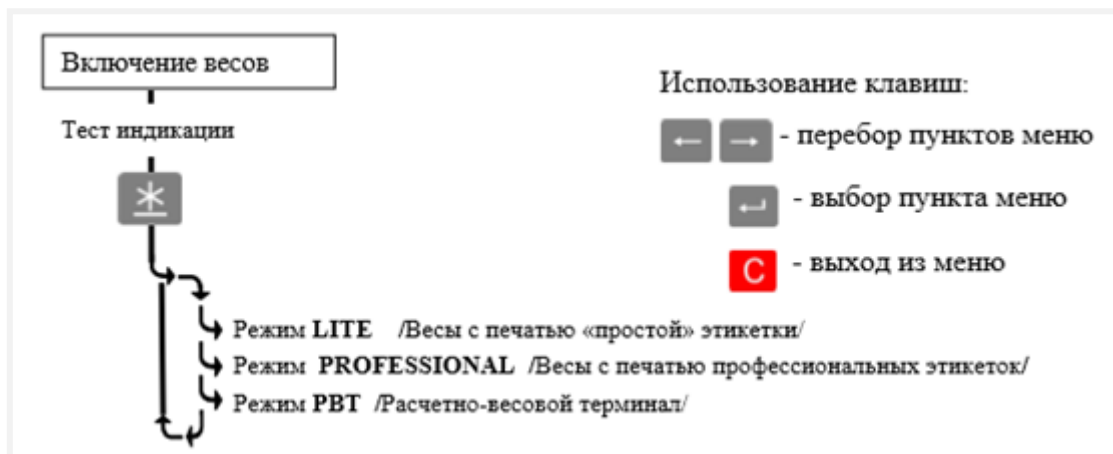 Включение весов
Тест индикации
Режим LITE /Весы с печатью «простой» этикетки/
Режим PROFESSIONAL /Весы с печатью профессиональных этикеток/
Режим РВТ /Расчетно-весовой терминал/
Использование клавиш:
← → - перебор пунктов меню
↵ - выбор пункта меню
C - выход из меню